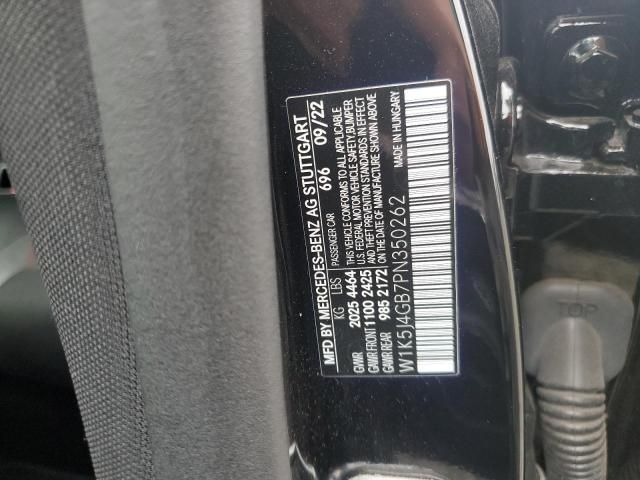 MFD BY MERCEDES-BENZ AG STUTTGART
696 09/22
KG LBS PASSENGER CAR
GVWR 2025 4464 THIS VEHICLE CONFORMS TO ALL APPLICABLE
GAWR FRONT 1100 2425 U.S. FEDERAL MOTOR VEHICLE SAFETY, BUMPER
GAWR REAR 985 2172 AND THEFT PREVENTION STANDARDS IN EFFECT
ON THE DATE OF MANUFACTURE SHOWN ABOVE
W1K5J4GB7PN350262 MADE IN HUNGARY
TOP